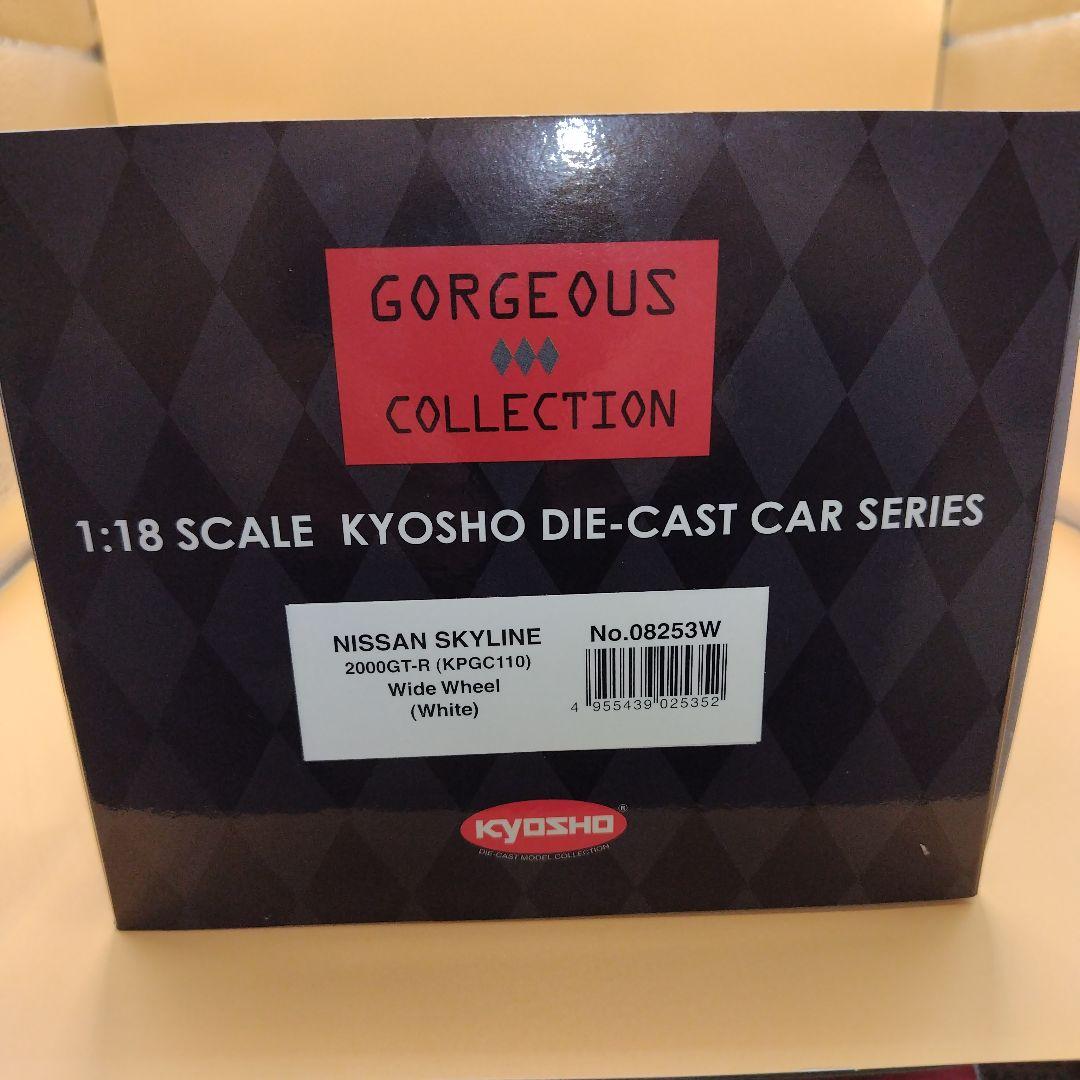 GORGEOUS
COLLECTION
1:18 SCALE KYOSHO DIE-CAST CAR SERIES
NISSAN SKYLINE
2000GT-R (KPGC110)
Wide Wheel
(White)
No.08253W
4 955439 025352
KYOSHO®
DIE-CAST MODEL COLLECTION